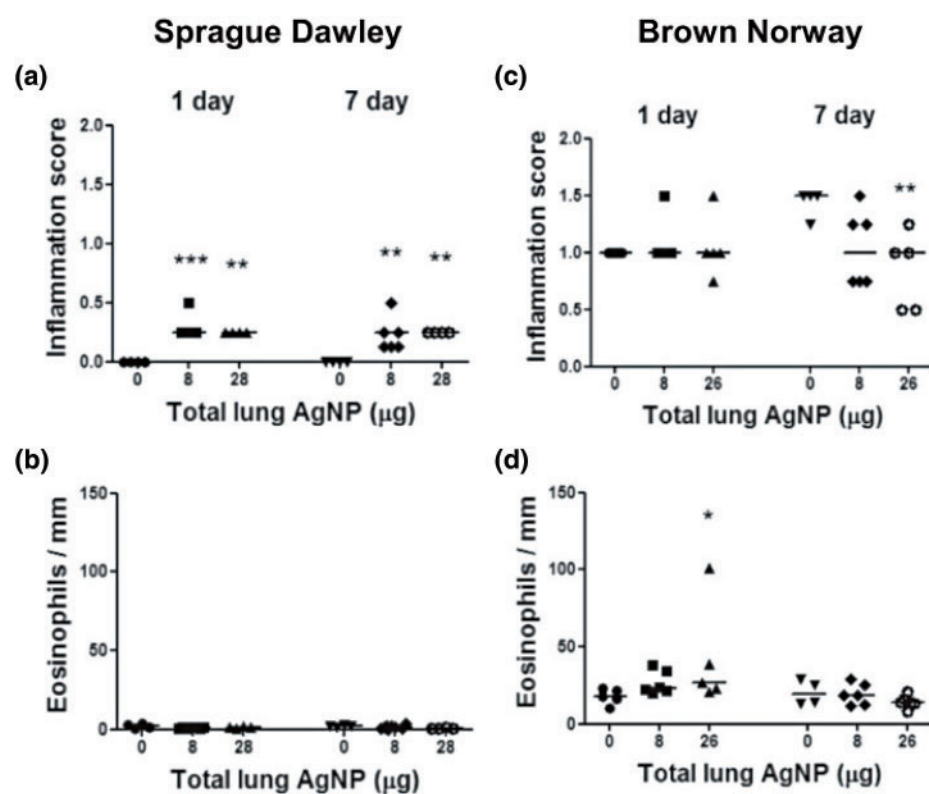 Sprague Dawley
Brown Norway
(a)
1 day
7 day
Inflammation score
2.0
1.5
1.0
0.5
0.0
*** ** ** **
0 8 28 0 8 28
Total lung AgNP (μg)
(c)
1 day
7 day
Inflammation score
2.0
1.5
1.0
0.5
0.0
**
0 8 26 0 8 26
Total lung AgNP (μg)
(b)
Eosinophils / mm
150
100
50
0
0 8 28 0 8 28
Total lung AgNP (μg)
(d)
Eosinophils / mm
150
100
50
0
*
0 8 26 0 8 26
Total lung AgNP (μg)